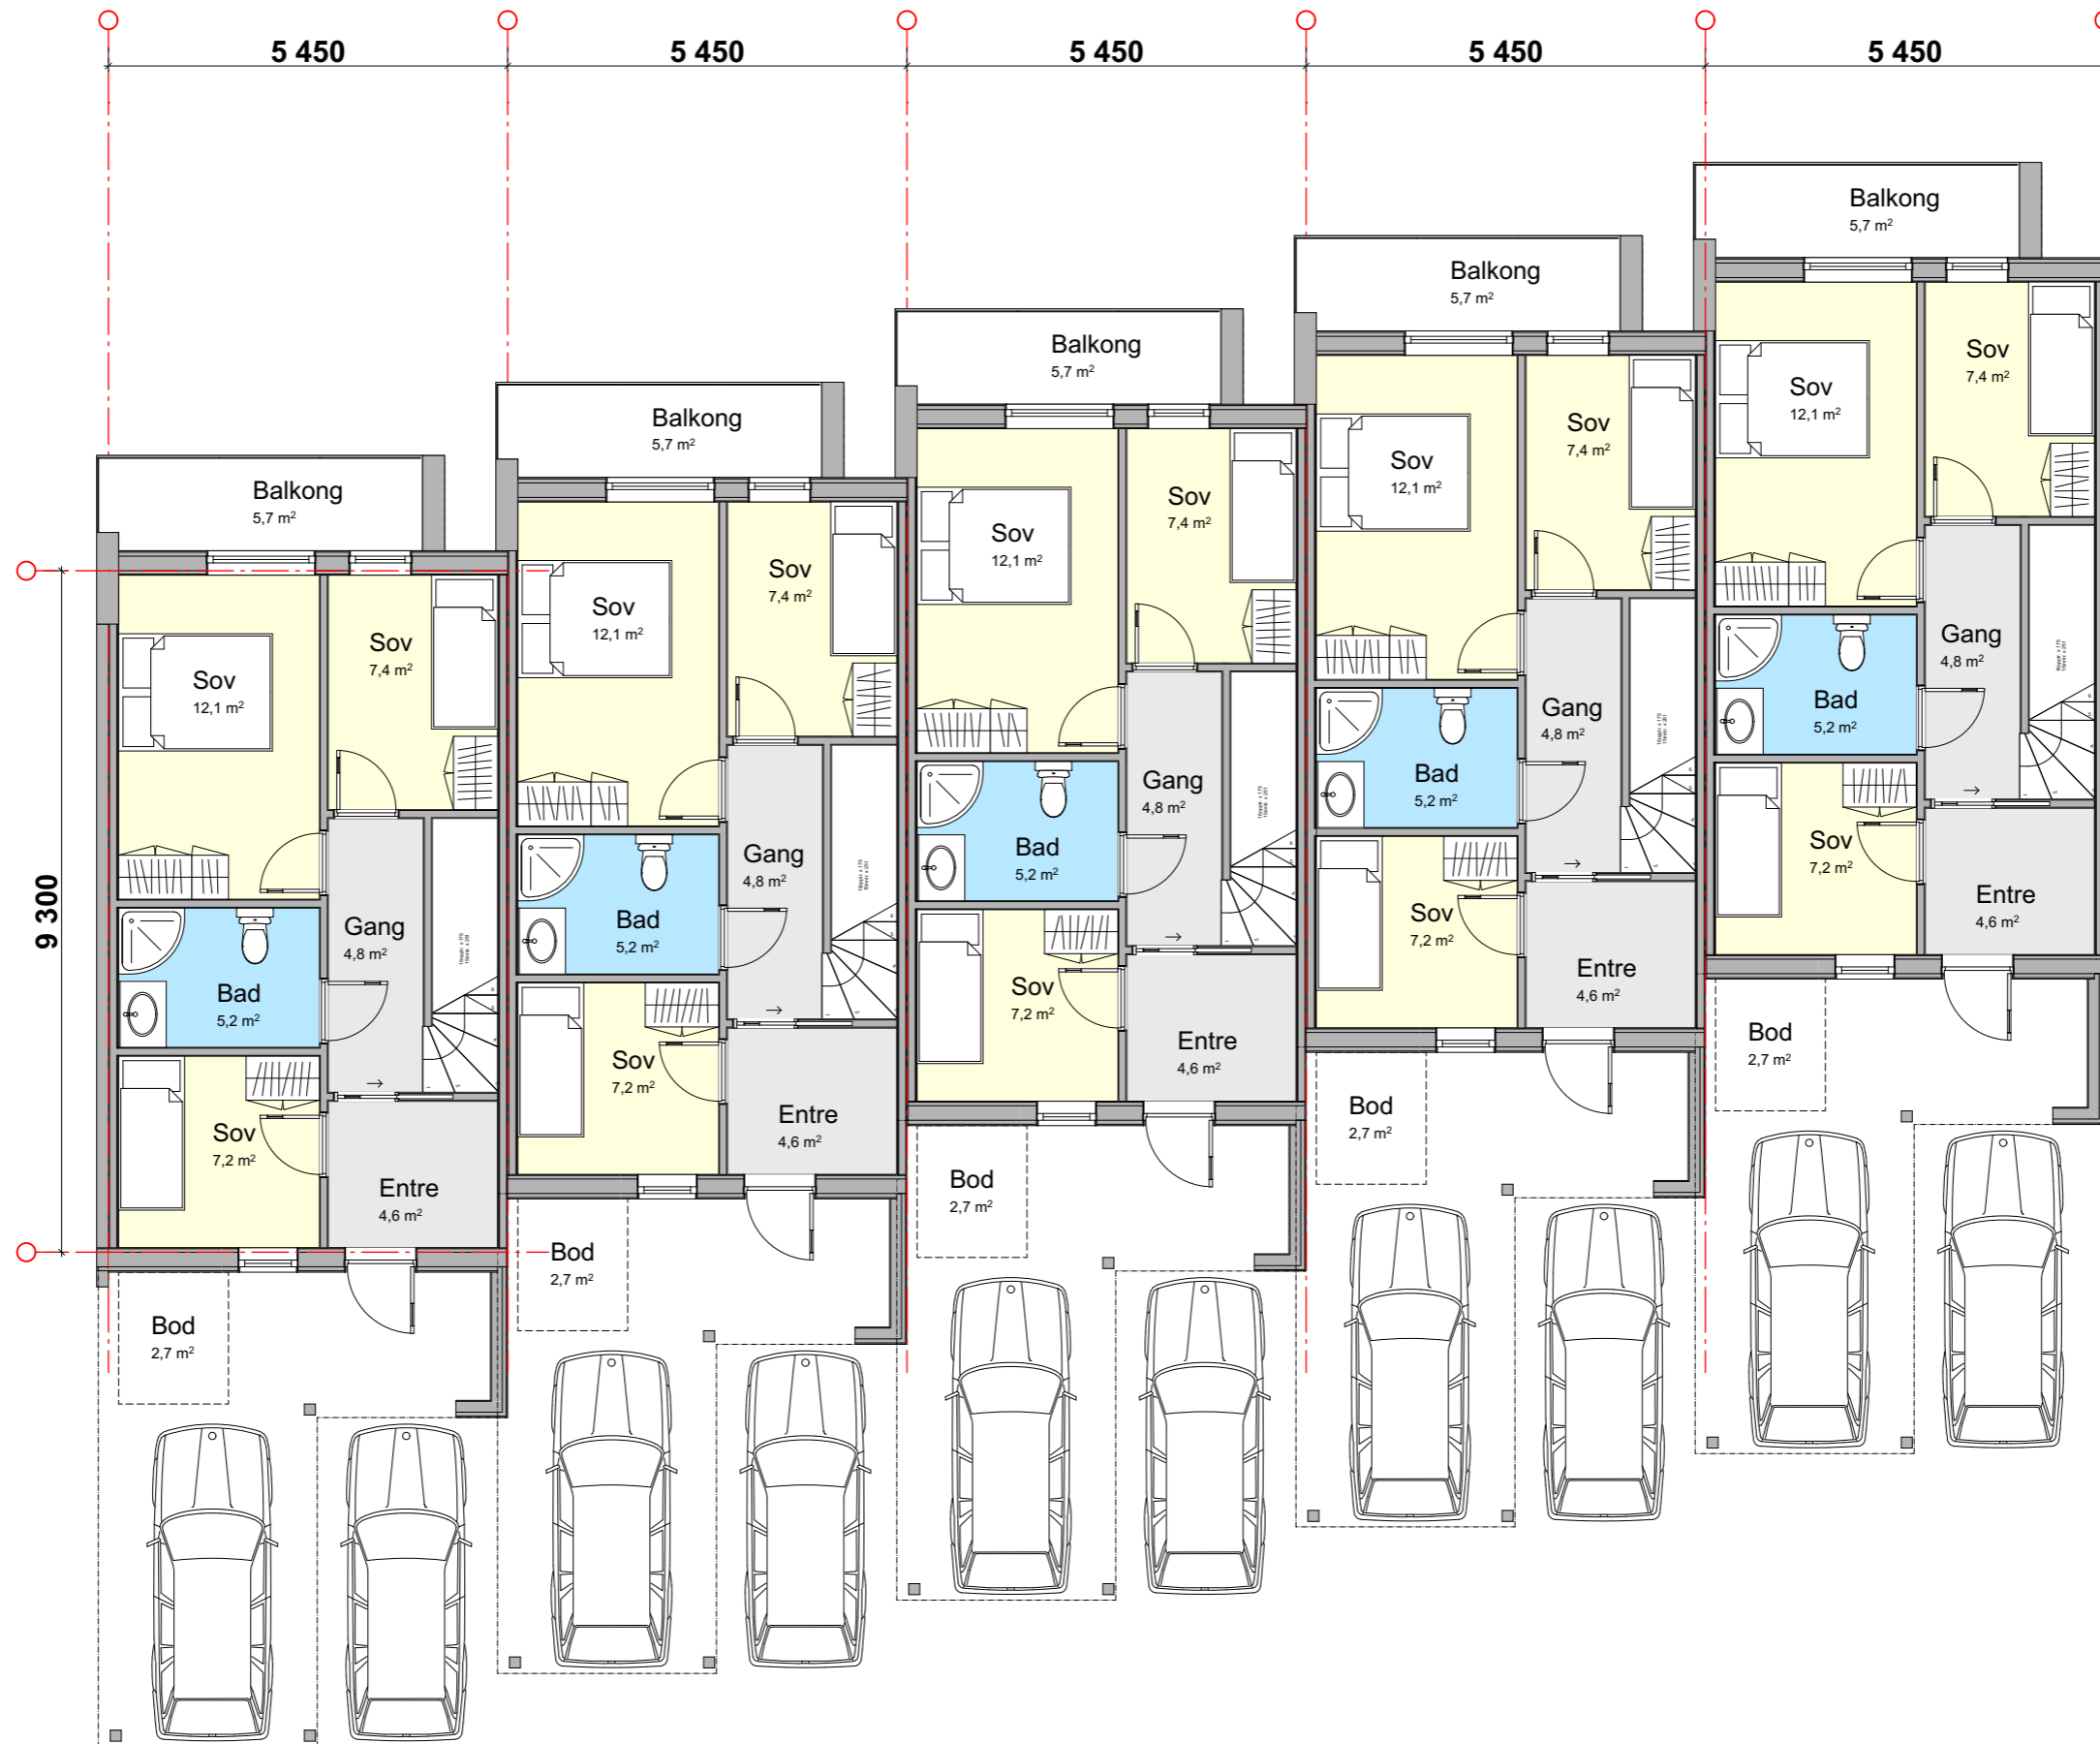 5 450
5 450
5 450
5 450
5 450
9 300
Balkong
5,7 m²
Sov
12,1 m²
Sov
7,4 m²
Gang
4,8 m²
Bad
5,2 m²
Sov
7,2 m²
Entre
4,6 m²
Bod
2,7 m²
Balkong
5,7 m²
Sov
12,1 m²
Sov
7,4 m²
Gang
4,8 m²
Bad
5,2 m²
Sov
7,2 m²
Entre
4,6 m²
Bod
2,7 m²
Balkong
5,7 m²
Sov
12,1 m²
Sov
7,4 m²
Gang
4,8 m²
Bad
5,2 m²
Sov
7,2 m²
Entre
4,6 m²
Bod
2,7 m²
Balkong
5,7 m²
Sov
12,1 m²
Sov
7,4 m²
Gang
4,8 m²
Bad
5,2 m²
Sov
7,2 m²
Entre
4,6 m²
Bod
2,7 m²
Balkong
5,7 m²
Sov
12,1 m²
Sov
7,4 m²
Gang
4,8 m²
Bad
5,2 m²
Sov
7,2 m²
Entre
4,6 m²
Bod
2,7 m²